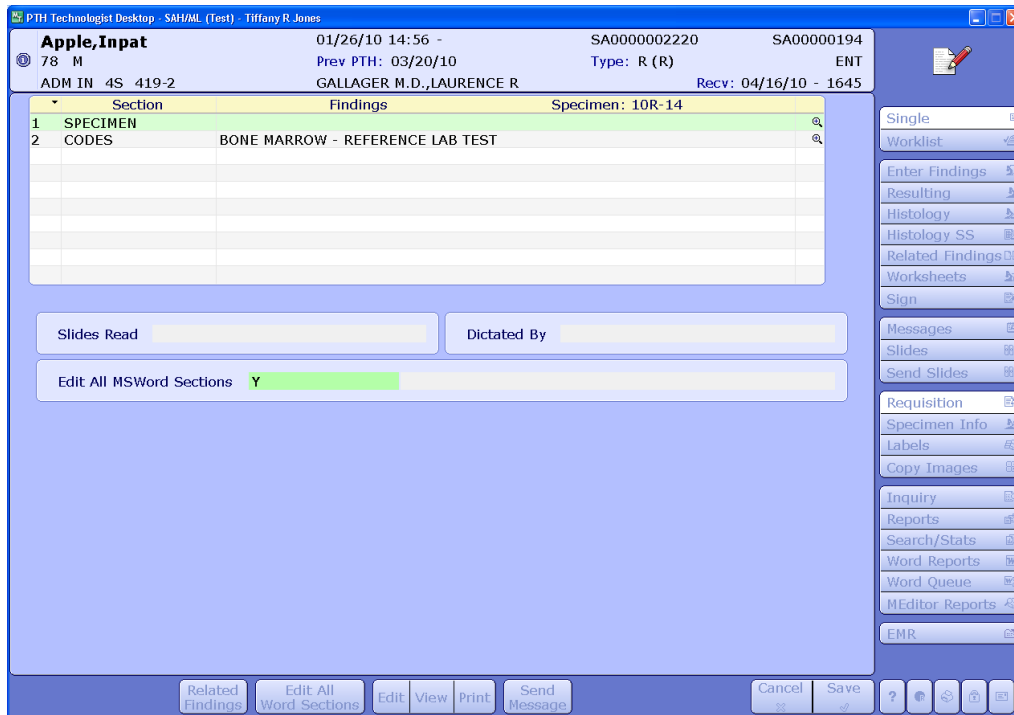 PTH Technologist Desktop - SAH/ML (Test) - Tiffany R Jones
Apple,Inpat 01/26/10 14:56 - SA0000002220 SA00000194
78 M Prev PTH: 03/20/10 Type: R (R) ENT
ADM IN 4S 419-2 GALLAGER M.D.,LAURENCE R Recv: 04/16/10 - 1645
Section Findings Specimen: 10R-14
1 SPECIMEN
2 CODES BONE MARROW - REFERENCE LAB TEST
Slides Read Dictated By
Edit All MSWord Sections Y
Single
Worklist
Enter Findings
Resulting
Histology
Histology SS
Related Findings
Worksheets
Sign
Messages
Slides
Send Slides
Requisition
Specimen Info
Labels
Copy Images
Inquiry
Reports
Search/Stats
Word Reports
Word Queue
MEditor Reports
EMR
Related Findings
Edit All Word Sections
Edit View Print
Send Message
Cancel Save
?